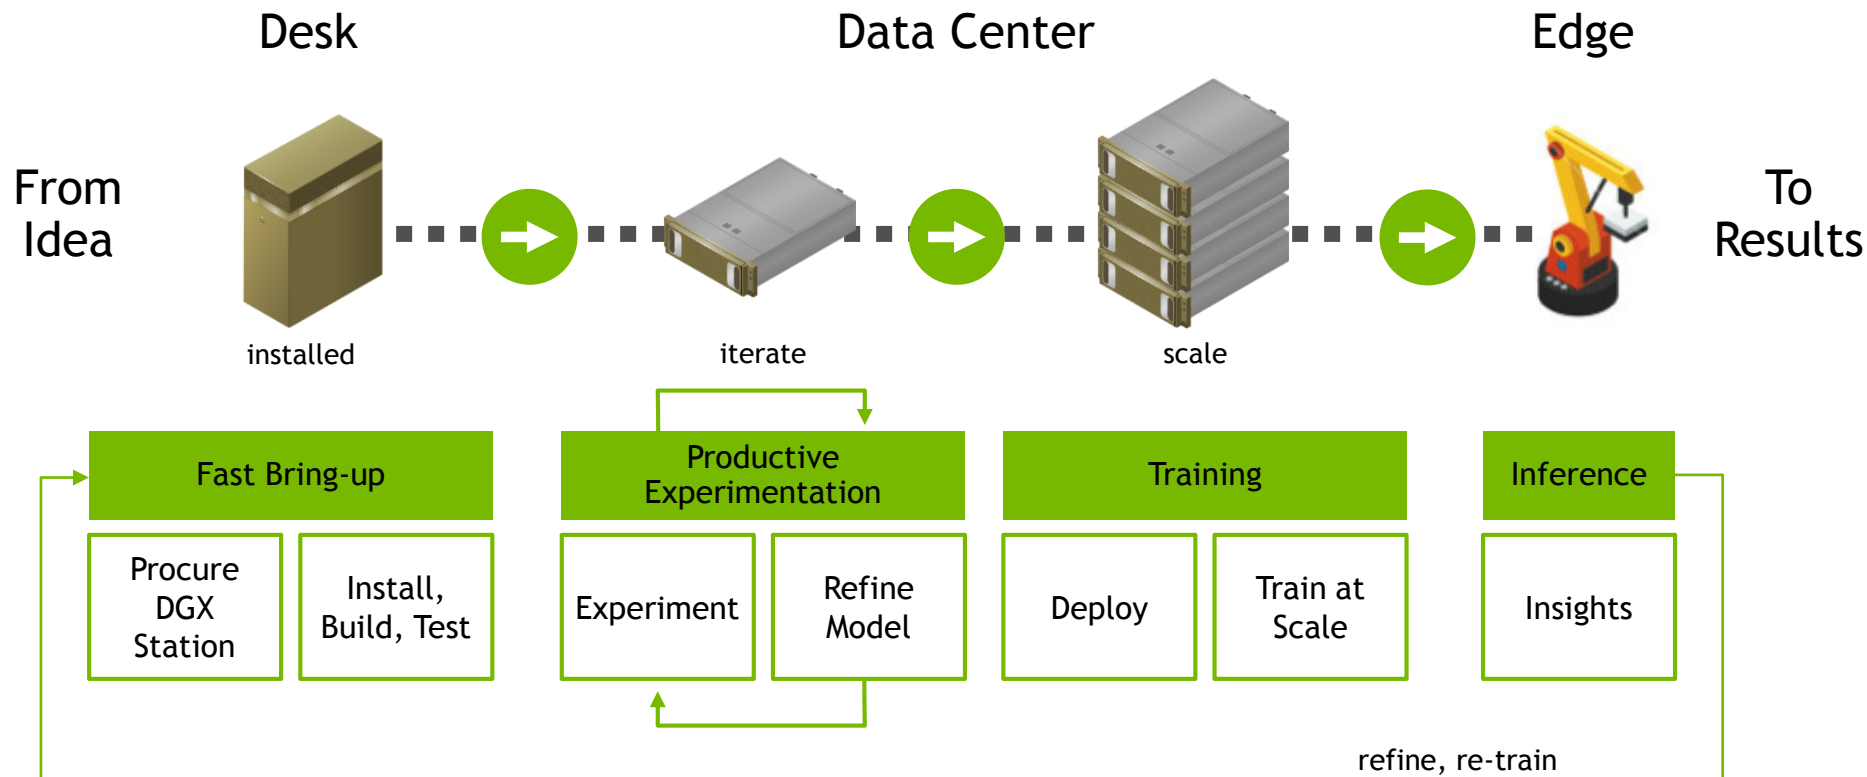 Desk
Data Center
Edge
From
Idea
To
Results
installed
iterate
scale
Fast Bring-up
Productive
Experimentation
Training
Inference
Procure
DGX
Station
Install,
Build, Test
Experiment
Refine
Model
Deploy
Train at
Scale
Insights
refine, re-train